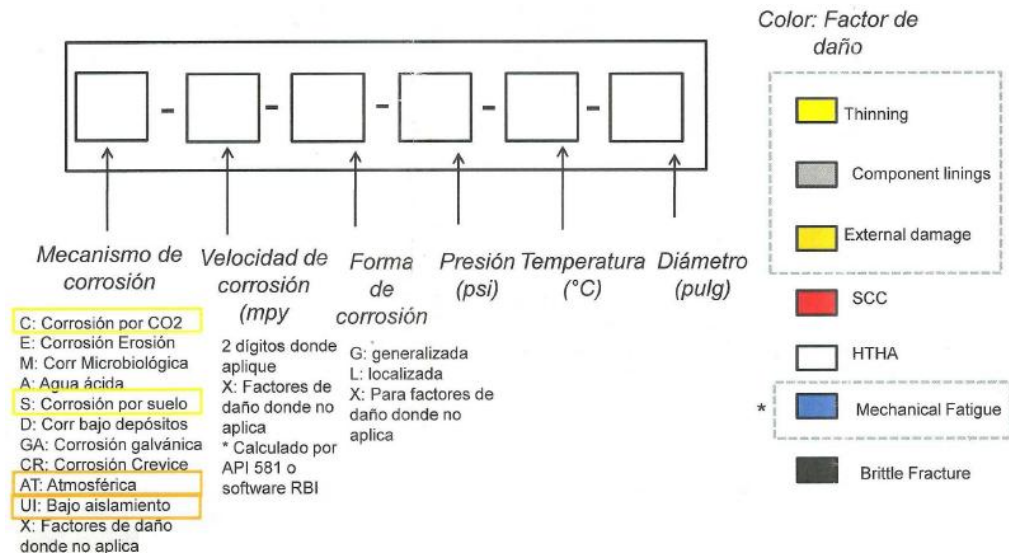 Color: Factor de
daño
Thinning
Component linings
External damage
SCC
HTHA
* Mechanical Fatigue
Brittle Fracture
- - - - -
Mecanismo de
corrosión
C: Corrosión por CO2
E: Corrosión Erosión
M: Corr Microbiológica
A: Agua ácida
S: Corrosión por suelo
D: Corr bajo depósitos
GA: Corrosión galvánica
CR: Corrosión Crevice
AT: Atmosférica
UI: Bajo aislamiento
X: Factores de daño
donde no aplica
Velocidad de
corrosión
(mpy
2 dígitos donde
aplique
X: Factores de
daño donde no
aplica
* Calculado por
API 581 o
software RBI
Forma
de
corrosión
G: generalizada
L: localizada
X: Para factores de
daño donde no
aplica
Presión
(psi)
Temperatura
(°C)
Diámetro
(pulg)